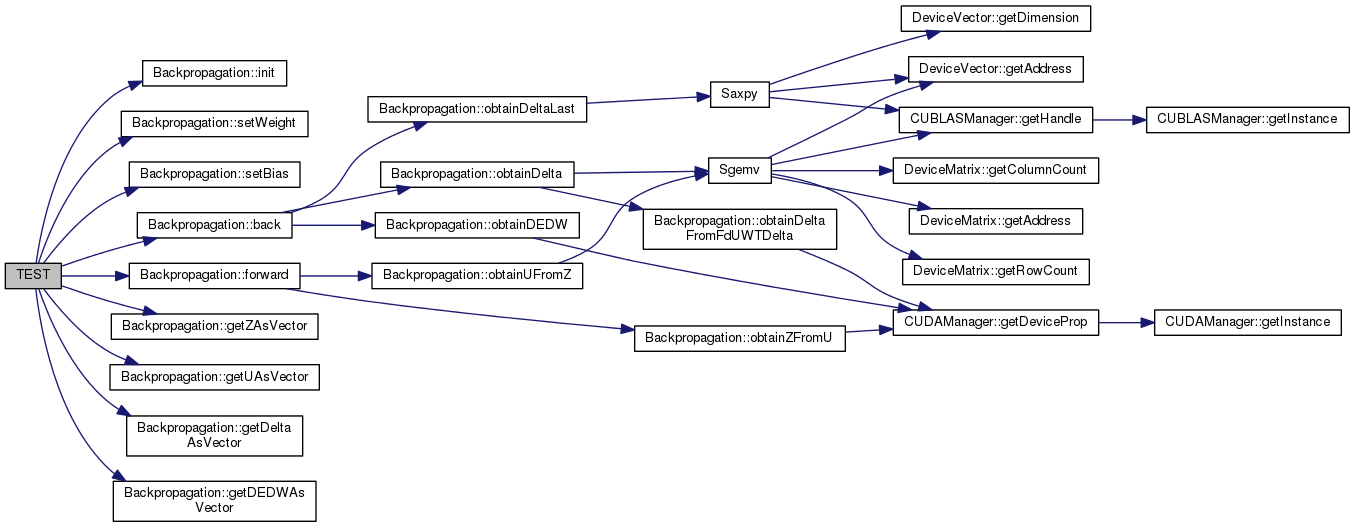 TEST
Backpropagation::init
Backpropagation::setWeight
Backpropagation::setBias
Backpropagation::back
Backpropagation::forward
Backpropagation::getZAsVector
Backpropagation::getUAsVector
Backpropagation::getDelta
AsVector
Backpropagation::getDEDWAs
Vector
Backpropagation::obtainDeltaLast
Backpropagation::obtainDelta
Backpropagation::obtainDEDW
Backpropagation::obtainUFromZ
Saxpy
Sgemv
Backpropagation::obtainDelta
FromFdUWTDelta
Backpropagation::obtainZFromU
DeviceVector::getDimension
DeviceVector::getAddress
CUBLASManager::getHandle
DeviceMatrix::getColumnCount
DeviceMatrix::getAddress
DeviceMatrix::getRowCount
CUDAManager::getDeviceProp
CUBLASManager::getInstance
CUDAManager::getInstance